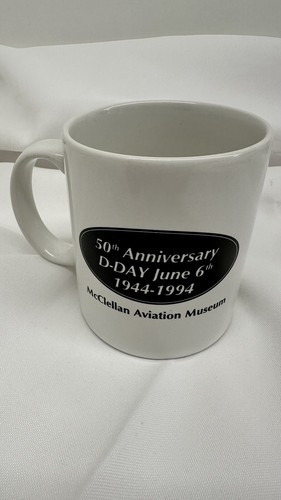 50th Anniversary
D-DAY June 6th
1944-1994
McClellan Aviation Museum